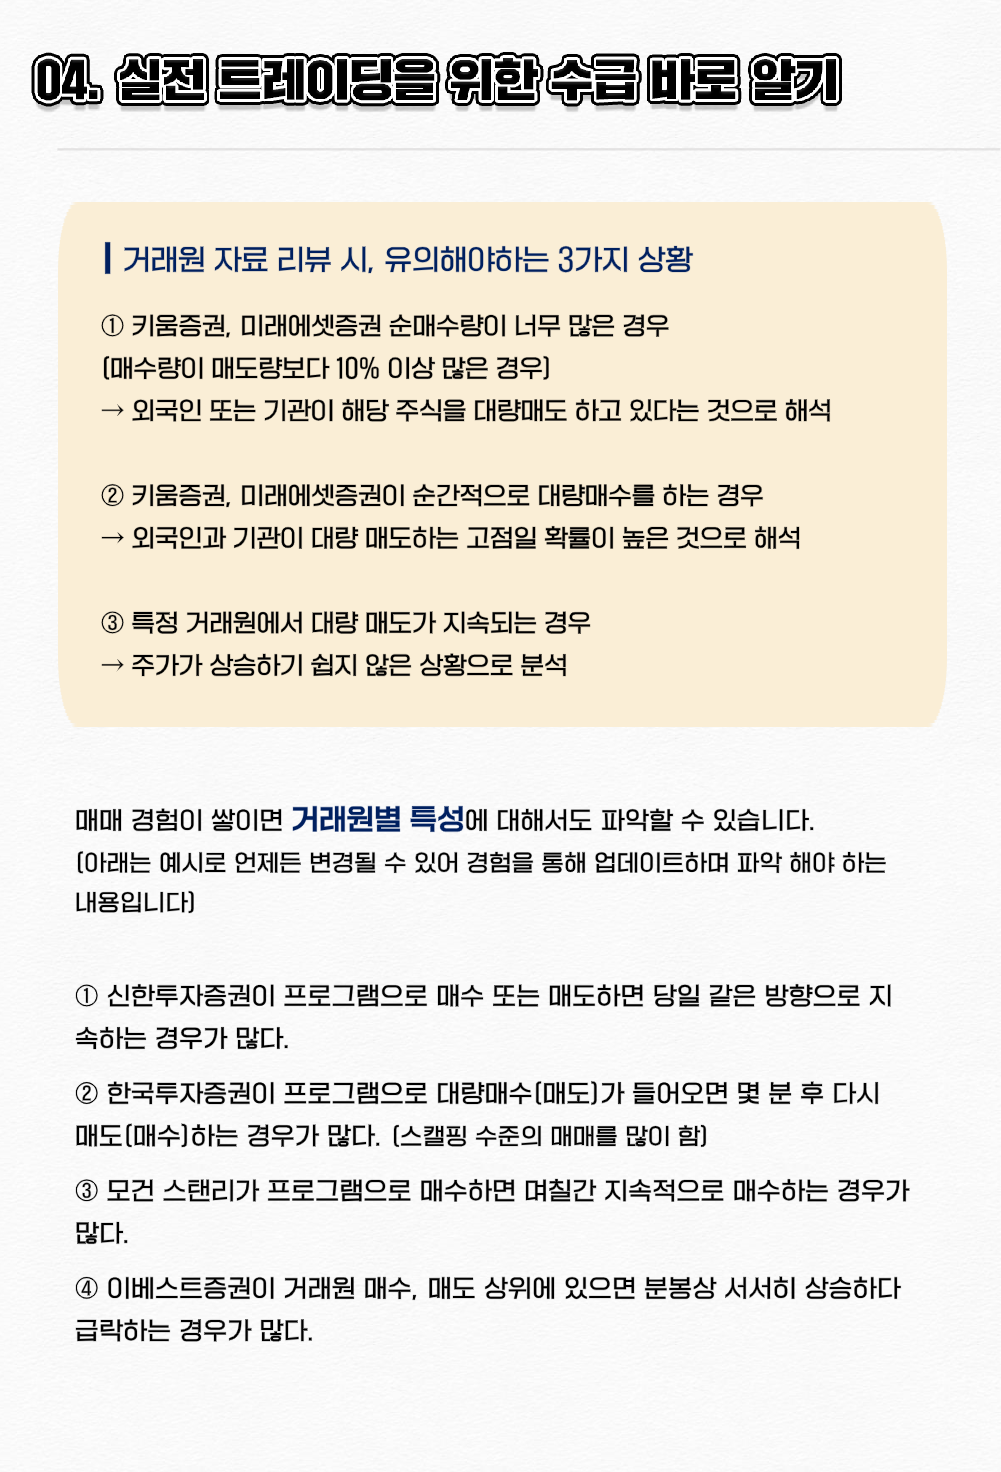 04. 실전 트레이딩을 위한 수급 바로 알기
거래원 자료 리뷰 시, 유의해야하는 3가지 상황
① 키움증권, 미래에셋증권 순매수량이 너무 많은 경우
(매수량이 매도량보다 10% 이상 많은 경우)
→ 외국인 또는 기관이 해당 주식을 대량매도 하고 있다는 것으로 해석
② 키움증권, 미래에셋증권이 순간적으로 대량매수를 하는 경우
→ 외국인과 기관이 대량 매도하는 고점일 확률이 높은 것으로 해석
③ 특정 거래원에서 대량 매도가 지속되는 경우
→ 주가가 상승하기 쉽지 않은 상황으로 분석
매매 경험이 쌓이면 거래원별 특성에 대해서도 파악할 수 있습니다.
(아래는 예시로 언제든 변경될 수 있어 경험을 통해 업데이트하며 파악 해야 하는
내용입니다)
① 신한투자증권이 프로그램으로 매수 또는 매도하면 당일 같은 방향으로 지
속하는 경우가 많다.
② 한국투자증권이 프로그램으로 대량매수(매도)가 들어오면 몇 분 후 다시
매도(매수)하는 경우가 많다. (스캘핑 수준의 매매를 많이 함)
③ 모건 스탠리가 프로그램으로 매수하면 며칠간 지속적으로 매수하는 경우가
많다.
④ 이베스트증권이 거래원 매수, 매도 상위에 있으면 분봉상 서서히 상승하다
급락하는 경우가 많다.